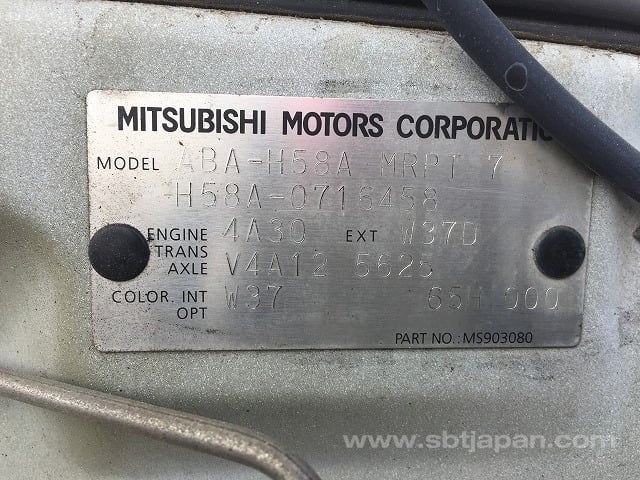 MITSUBISHI MOTORS CORPORATIO
MODEL ABA-H58A MRPT 7
H58A-0716458
ENGINE 4A30 EXT W37D
TRANS
AXLE V4A12 5625
COLOR. INT W37 65H 000
OPT
PART NO.: MS903080
www.sbtjapan.com